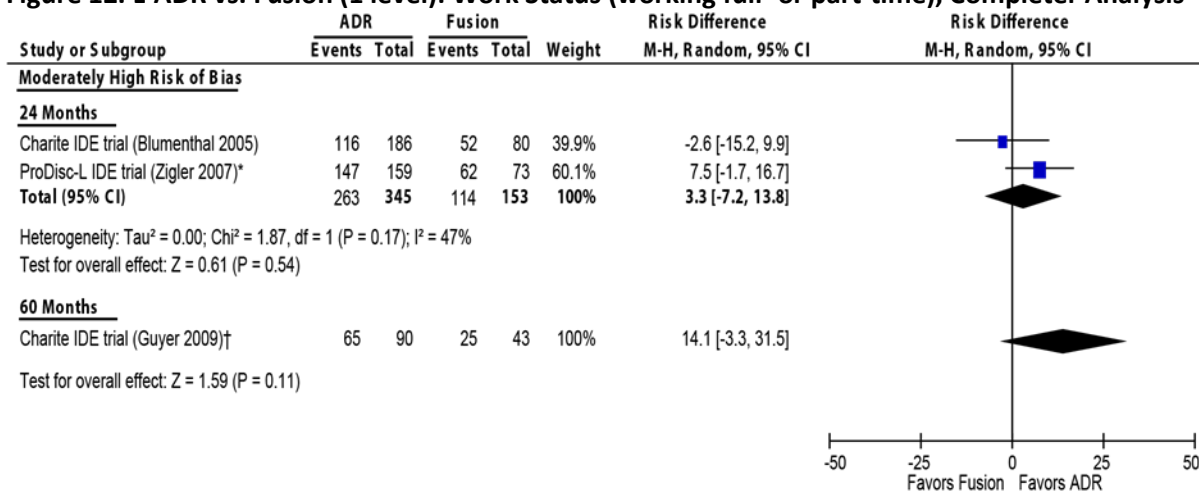 Figure 12. L-ADR vs. Fusion (1 level): Work Status (working full- or part-time), Completer Analysis
ADR Fusion Risk Difference Risk Difference
Study or Subgroup Events Total Events Total Weight M-H, Random, 95% CI M-H, Random, 95% CI
Moderately High Risk of Bias
24 Months
Charite IDE trial (Blumenthal 2005) 116 186 52 80 39.9% -2.6 [-15.2, 9.9]
ProDisc-L IDE trial (Zigler 2007)* 147 159 62 73 60.1% 7.5 [-1.7, 16.7]
Total (95% CI) 263 345 114 153 100% 3.3 [-7.2, 13.8]
Heterogeneity: Tau² = 0.00; Chi² = 1.87, df = 1 (P = 0.17); I² = 47%
Test for overall effect: Z = 0.61 (P = 0.54)
60 Months
Charite IDE trial (Guyer 2009)† 65 90 25 43 100% 14.1 [-3.3, 31.5]
Test for overall effect: Z = 1.59 (P = 0.11)
-50 -25 0 25 50
Favors Fusion Favors ADR